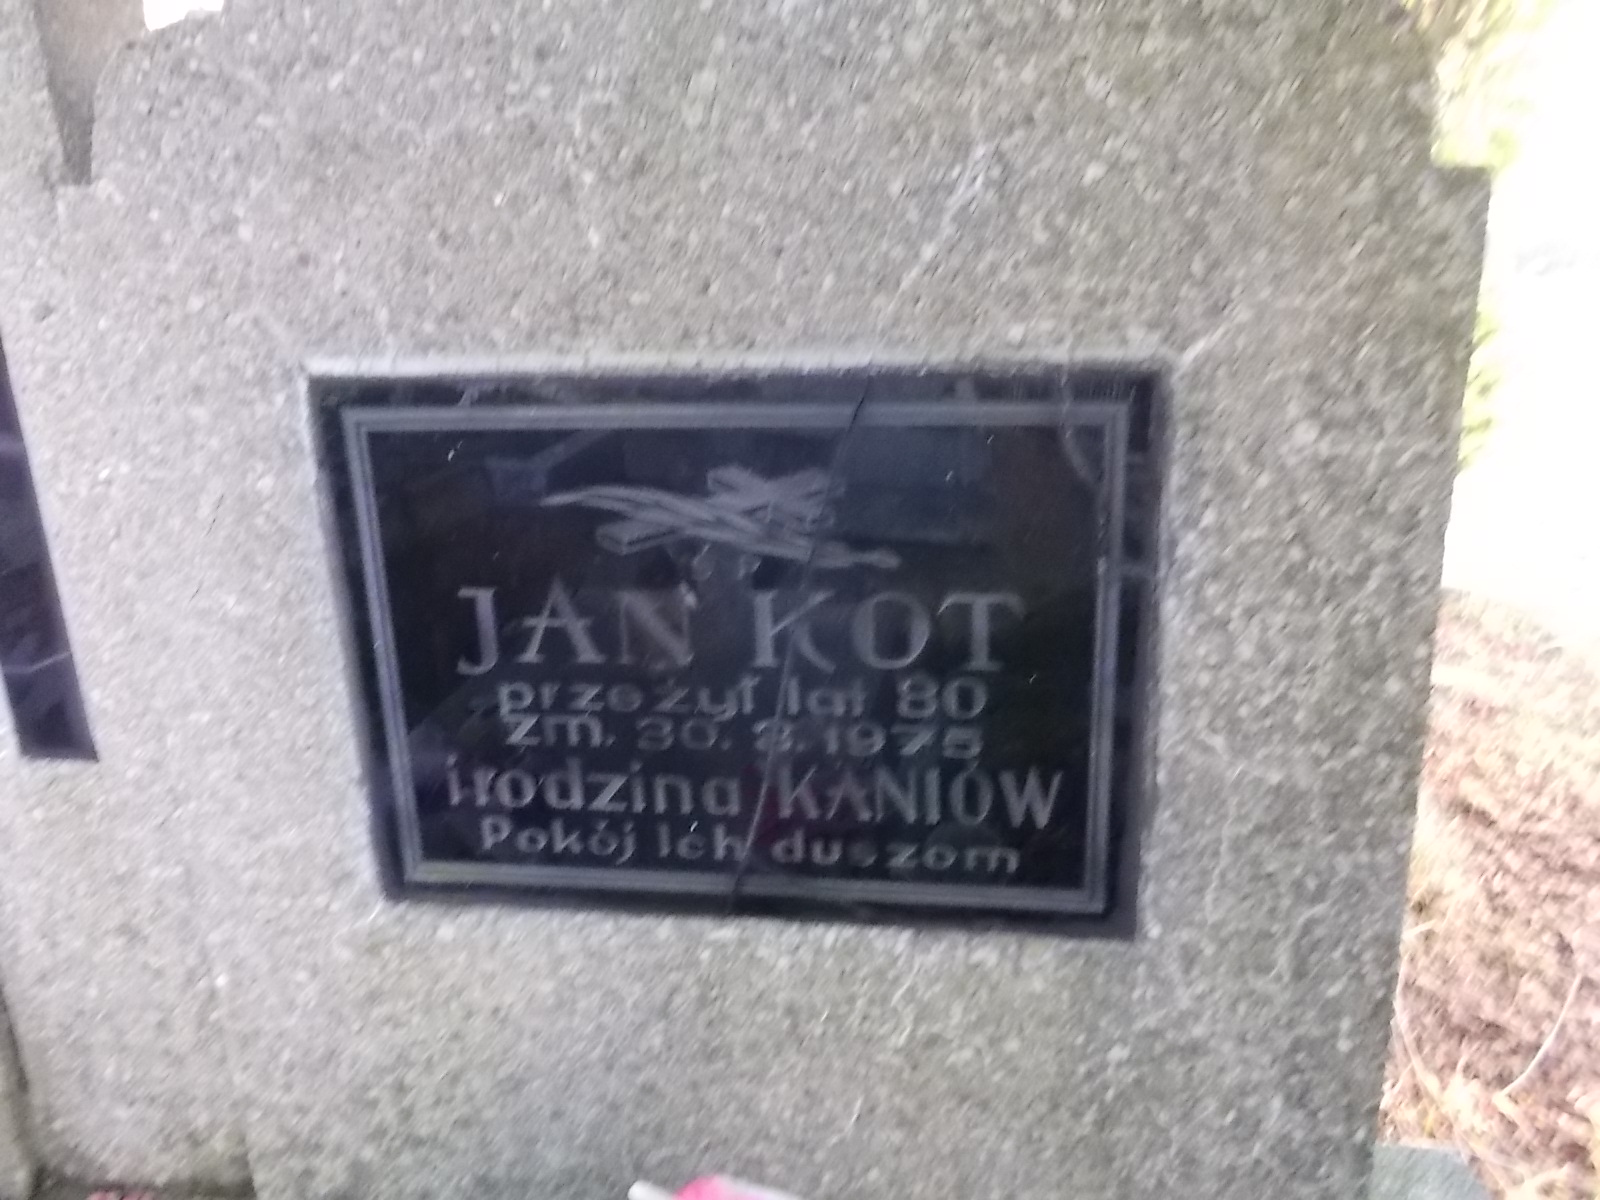 JAN KOT
przeżył lat 80
zm. 30. 3. 1975
i rodzina KANIÓW
Pokój Ich duszom